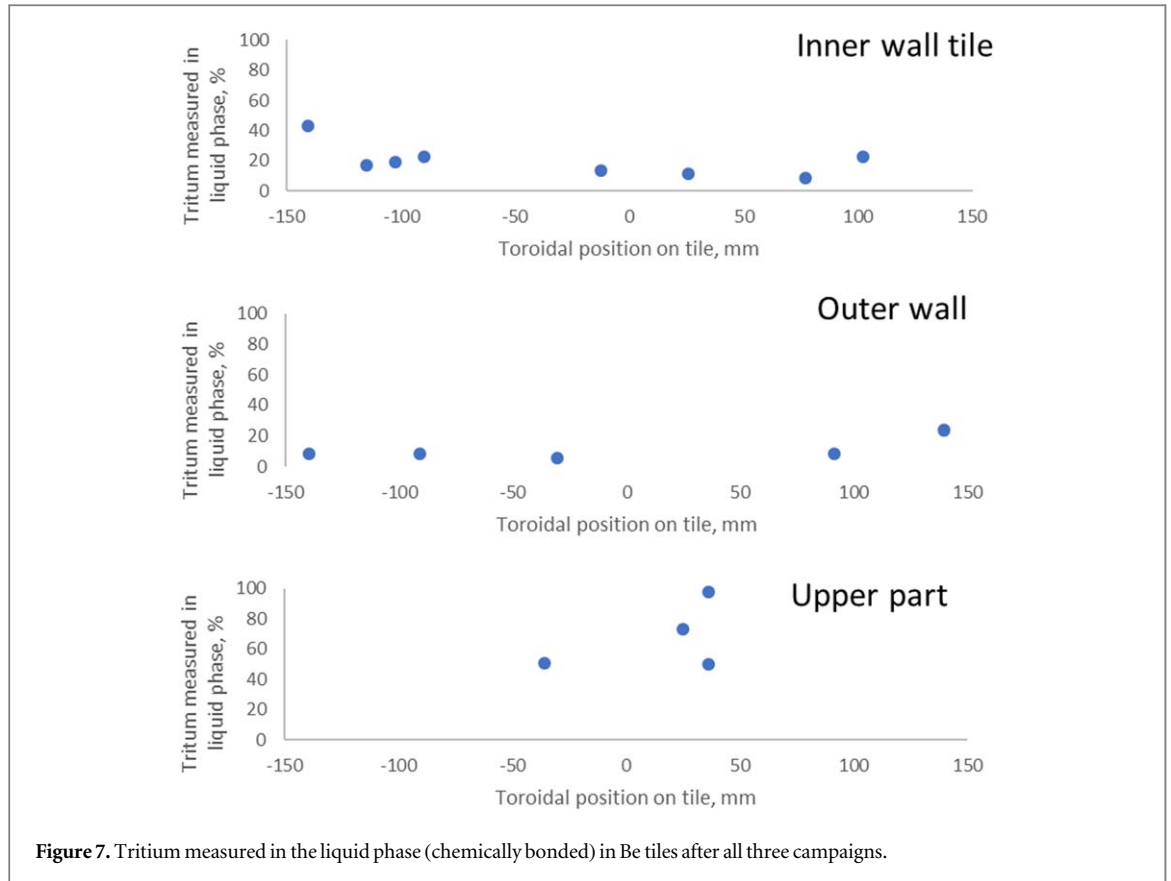 Inner wall tile
Tritum measured in
liquid phase, %
100
80
60
40
20
0
-150 -100 -50 0 50 100 150
Toroidal position on tile, mm
Outer wall
Tritum measured in
liquid phase, %
100
80
60
40
20
0
-150 -100 -50 0 50 100 150
Toroidal position on tile, mm
Upper part
Tritum measured in
liquid phase, %
100
80
60
40
20
0
-150 -100 -50 0 50 100 150
Toroidal position on tile, mm
Figure 7. Tritium measured in the liquid phase (chemically bonded) in Be tiles after all three campaigns.